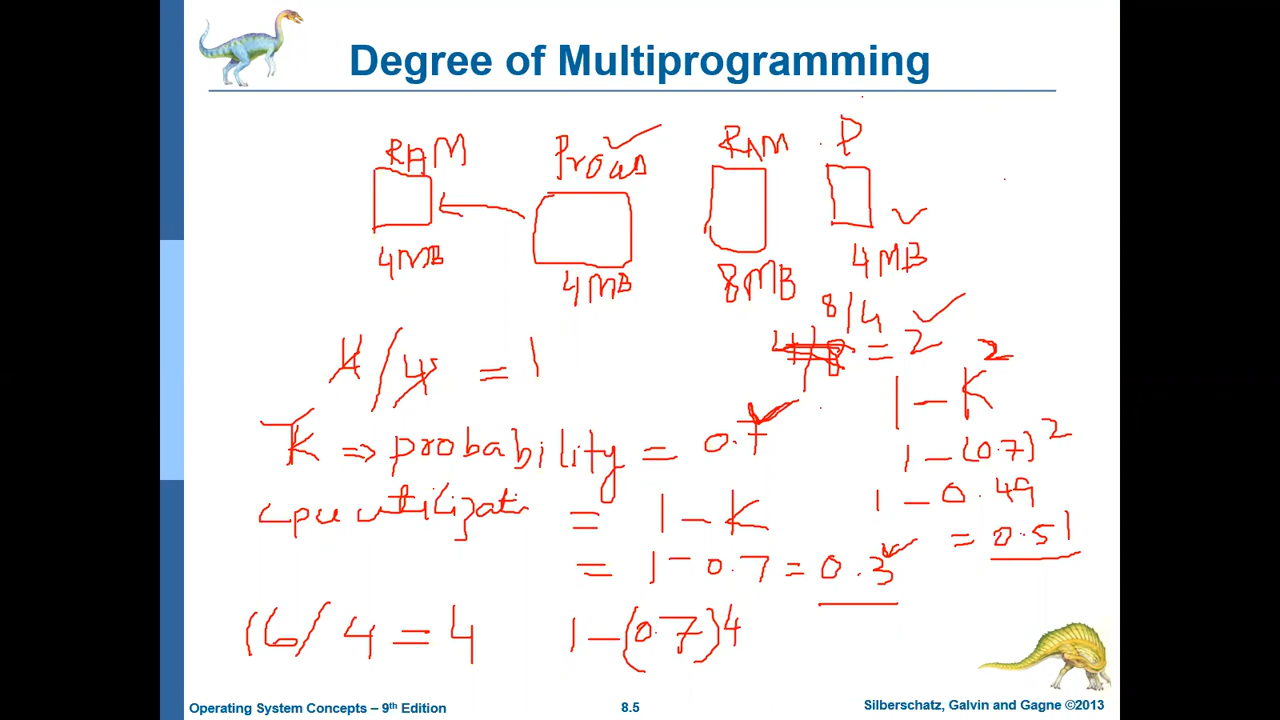 Degree of Multiprogramming
RAM
RAM P
4MB 4MB 8MB 4MB
8/4
4/4 = 1
= 2
1 - K²
K ⇒ probability = 0.7
1 - (0.7)²
cpu utilizati = 1 - K
1 - 0.49
= 0.51
= 1 - 0.7 = 0.3
16/4 = 4 1 - (0.7)4
Operating System Concepts – 9th Edition 8.5 Silberschatz, Galvin and Gagne ©2013